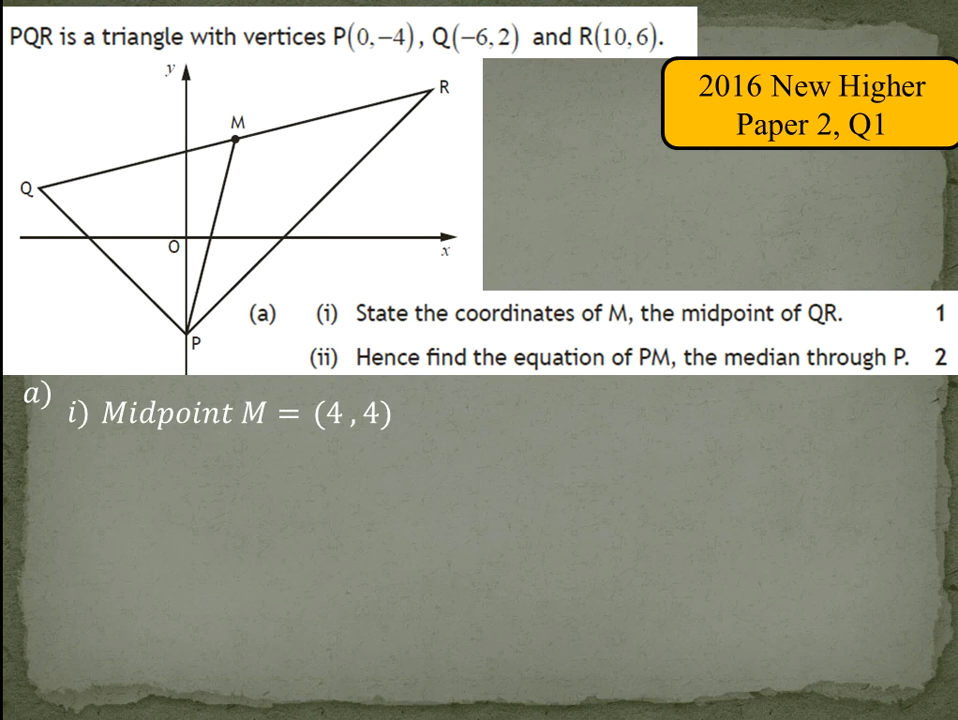 PQR is a triangle with vertices P(0,−4), Q(−6,2) and R(10,6).
2016 New Higher
Paper 2, Q1
y
R
M
Q
O
x
P
(a) (i) State the coordinates of M, the midpoint of QR. 1
(ii) Hence find the equation of PM, the median through P. 2
a)
i) Midpoint M = (4 , 4)